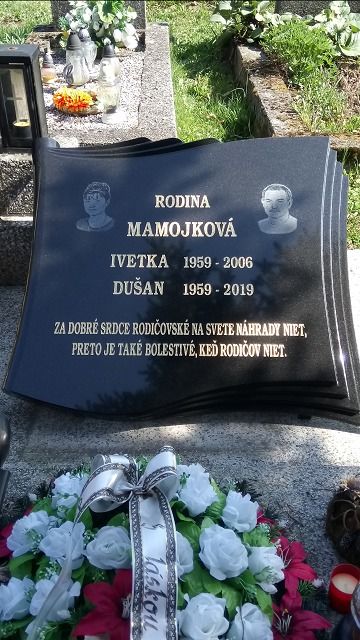 RODINA
MAMOJKOVÁ
IVETKA 1959 - 2006
DUŠAN 1959 - 2019
ZA DOBRÉ SRDCE RODIČOVSKÉ NA SVETE NÁHRADY NIET,
PRETO JE TAKÉ BOLESTIVÉ, KEĎ RODIČOV NIET.
S láskou